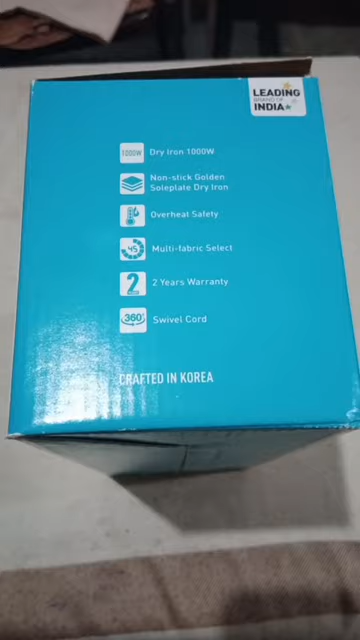 LEADING
BRAND OF
INDIA
1000W Dry Iron 1000W
Non-stick Golden
Soleplate Dry Iron
Overheat Safety
45 Multi-fabric Select
2 2 Years Warranty
360° Swivel Cord
CRAFTED IN KOREA